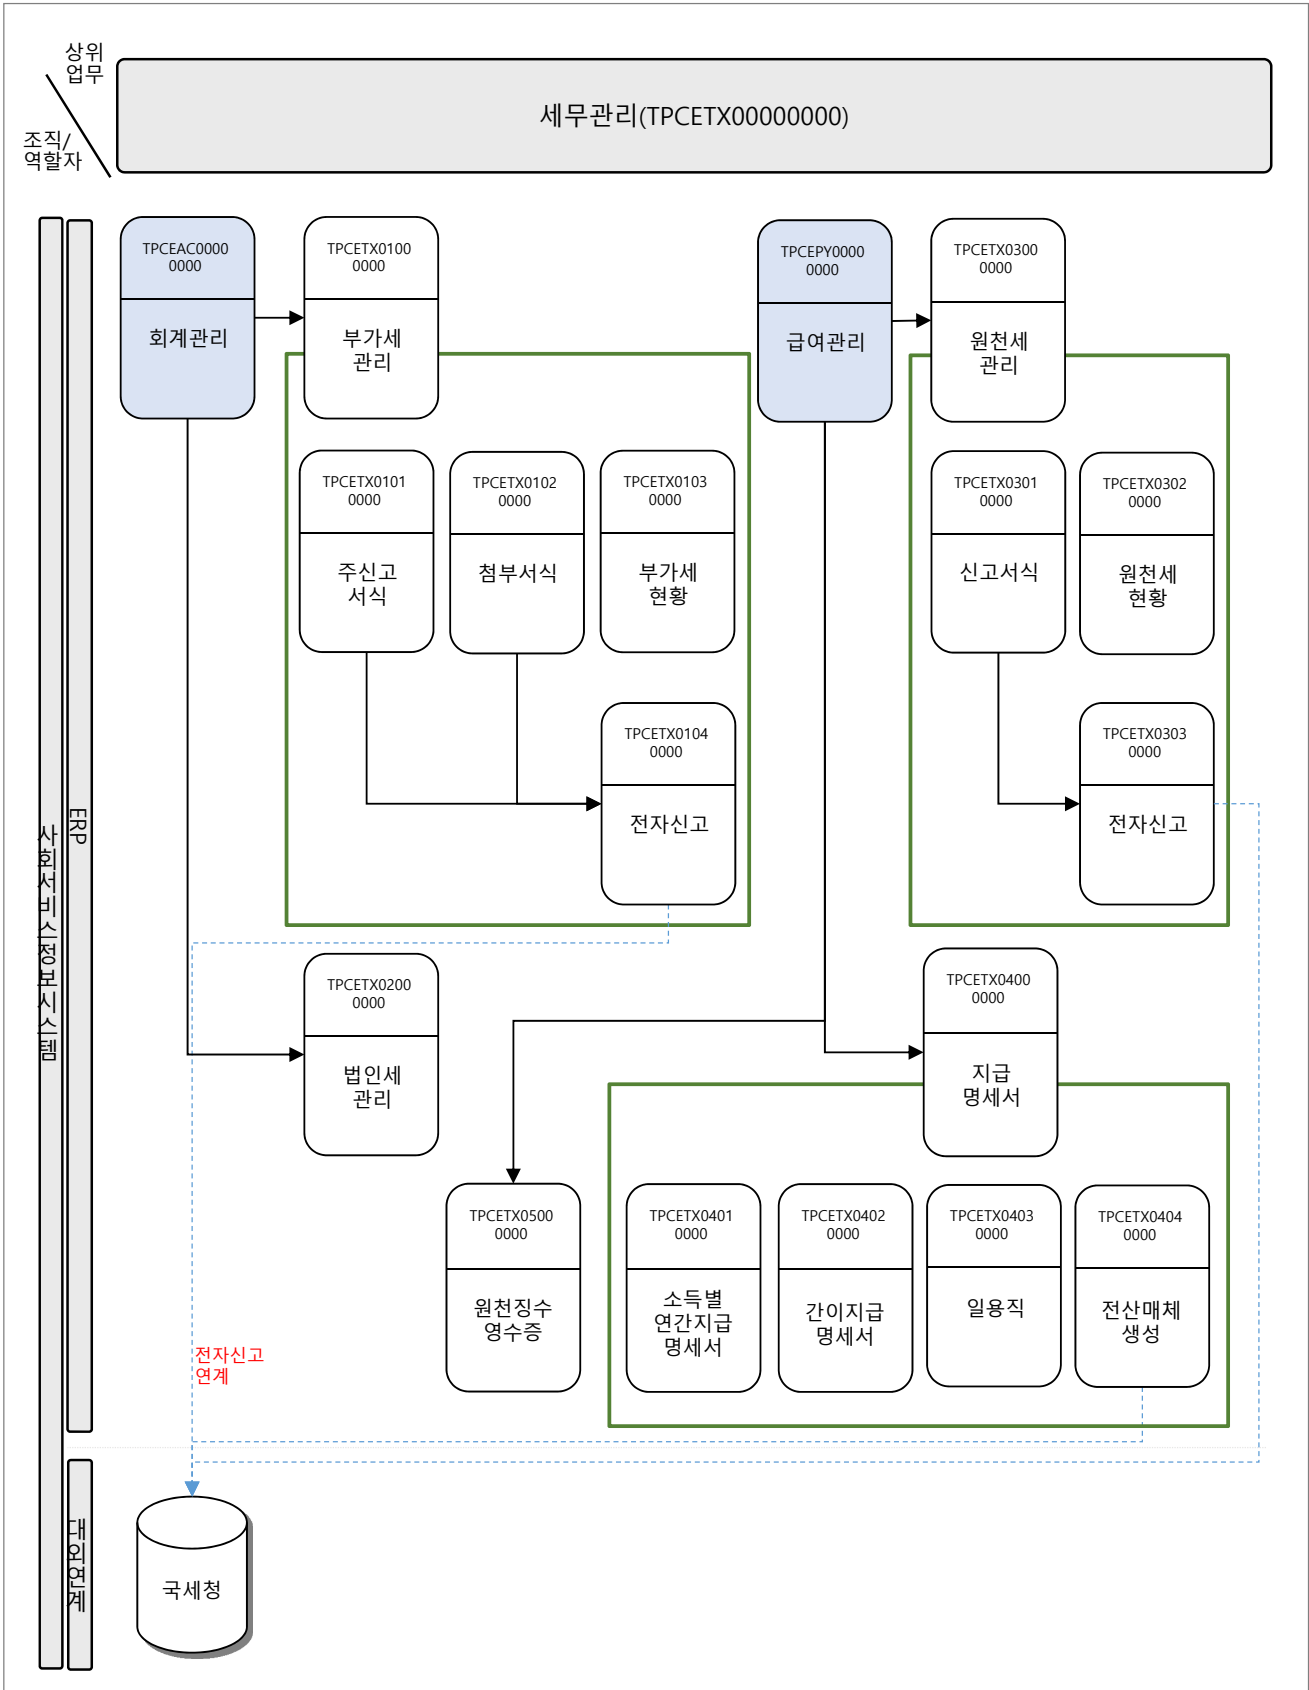 상위
업무
조직/
역할자
세무관리(TPCETX00000000)
사회서비스정보시스템
ERP
TPCEAC0000
0000
회계관리
TPCETX0100
0000
부가세
관리
TPCEPY0000
0000
급여관리
TPCETX0300
0000
원천세
관리
TPCETX0101
0000
주신고
서식
TPCETX0102
0000
첨부서식
TPCETX0103
0000
부가세
현황
TPCETX0301
0000
신고서식
TPCETX0302
0000
원천세
현황
TPCETX0104
0000
전자신고
TPCETX0303
0000
전자신고
TPCETX0200
0000
법인세
관리
TPCETX0400
0000
지급
명세서
TPCETX0500
0000
원천징수
영수증
TPCETX0401
0000
소득별
연간지급
명세서
TPCETX0402
0000
간이지급
명세서
TPCETX0403
0000
일용직
TPCETX0404
0000
전산매체
생성
전자신고
연계
대외연계
국세청